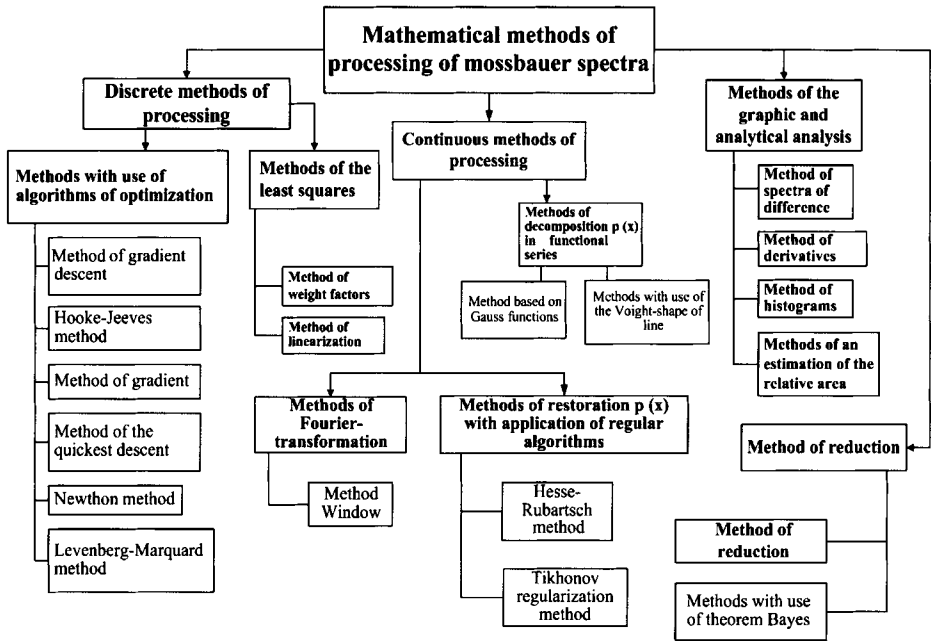 Mathematical methods of
processing of mossbauer spectra
Discrete methods of
processing
Methods with use of
algorithms of optimization
Method of gradient
descent
Hooke-Jeeves
method
Method of gradient
Method of the
quickest descent
Newthon method
Levenberg-Marquard
method
Methods of the
least squares
Method of
weight factors
Method of
linearization
Continuous methods of
processing
Methods of
decomposition p (x)
in functional
series
Method based on
Gauss functions
Methods with use of
the Voight-shape of
line
Methods of
Fourier-
transformation
Method
Window
Methods of restoration p (x)
with application of regular
algorithms
Hesse-
Rubartsch
method
Tikhonov
regularization
method
Methods of the
graphic and
analytical analysis
Method of
spectra of
difference
Method of
derivatives
Method of
histograms
Methods of an
estimation of the
relative area
Method of reduction
Method of
reduction
Methods with use
of theorem Bayes